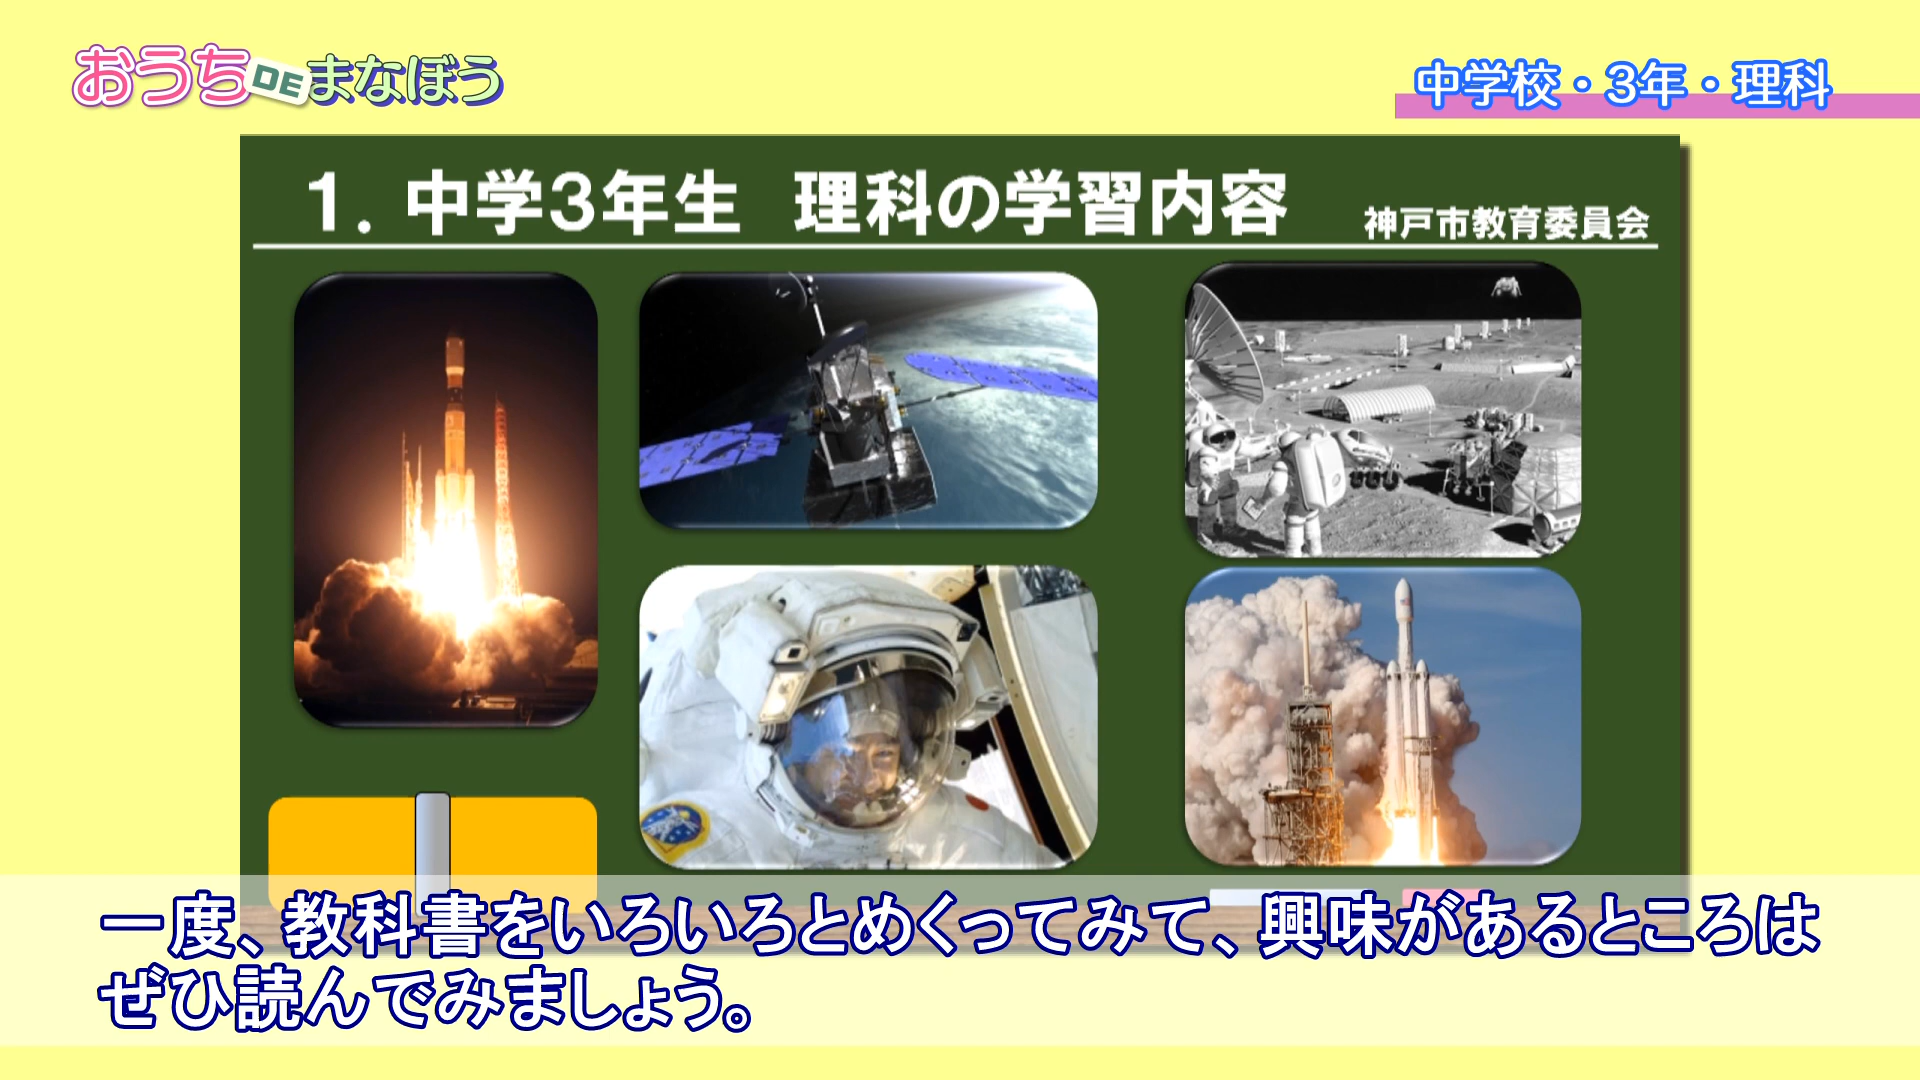 おうちDEまなぼう
中学校・3年・理科
1. 中学3年生 理科の学習内容
神戸市教育委員会
一度、教科書をいろいろとめくってみて、興味があるところは
ぜひ読んでみましょう。